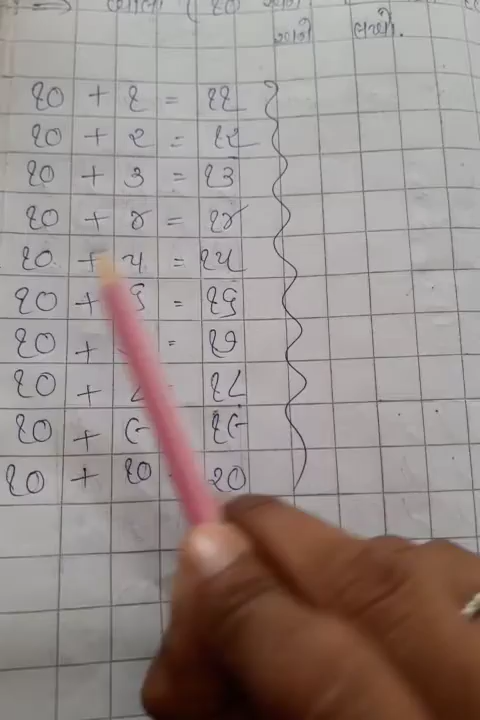 ૧૦ + ૧ = ૧૧
૧૦ + ૨ = ૧૨
૧૦ + ૩ = ૧૩
૧૦ + ૪ = ૧૪
૧૦ + ૫ = ૧૫
૧૦ + ૬ = ૧૬
૧૦ + = ૧૭
૧૦ + ૮ = ૧૮
૧૦ + ૯ ૧૯
૧૦ + ૧૦ ૨૦